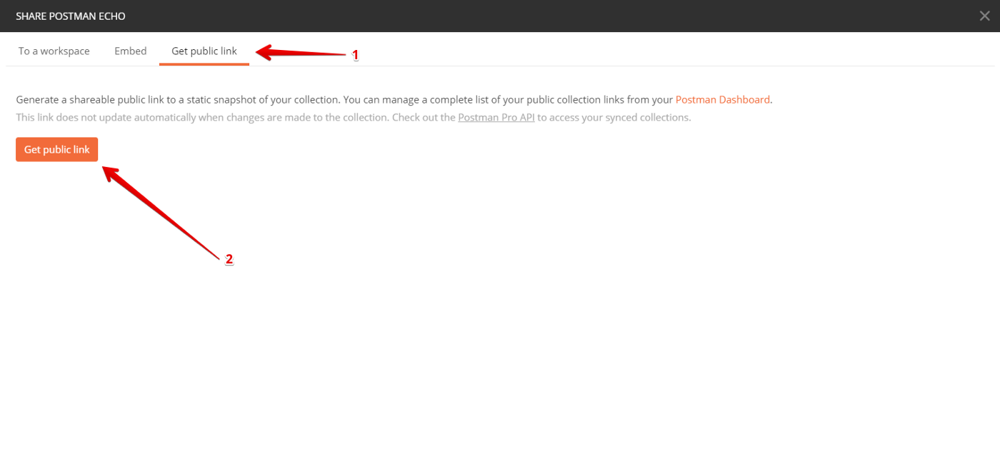 SHARE POSTMAN ECHO
To a workspace Embed Get public link 1
Generate a shareable public link to a static snapshot of your collection. You can manage a complete list of your public collection links from your Postman Dashboard.
This link does not update automatically when changes are made to the collection. Check out the Postman Pro API to access your synced collections.
Get public link
2